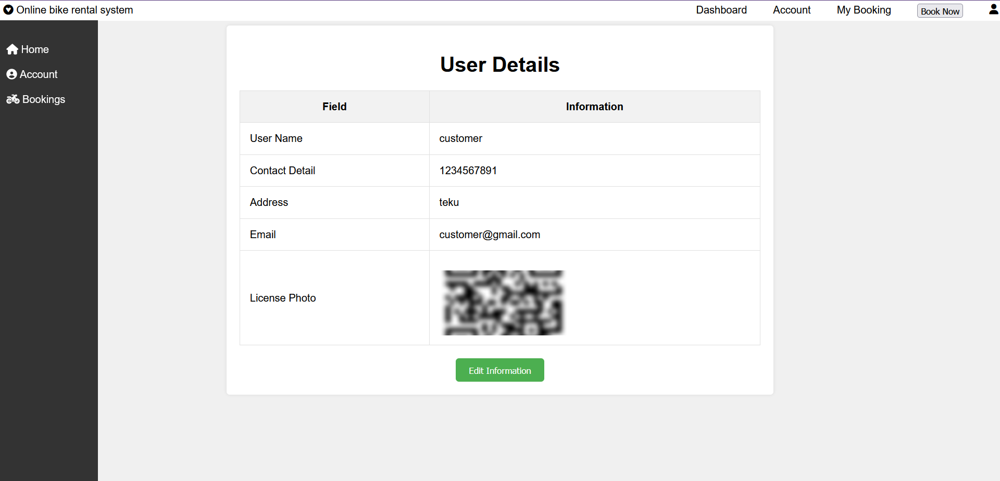 Online bike rental system
Dashboard Account My Booking Book Now
Home
Account
Bookings
User Details
Field Information
User Name customer
Contact Detail 1234567891
Address teku
Email customer@gmail.com
License Photo
Edit Information